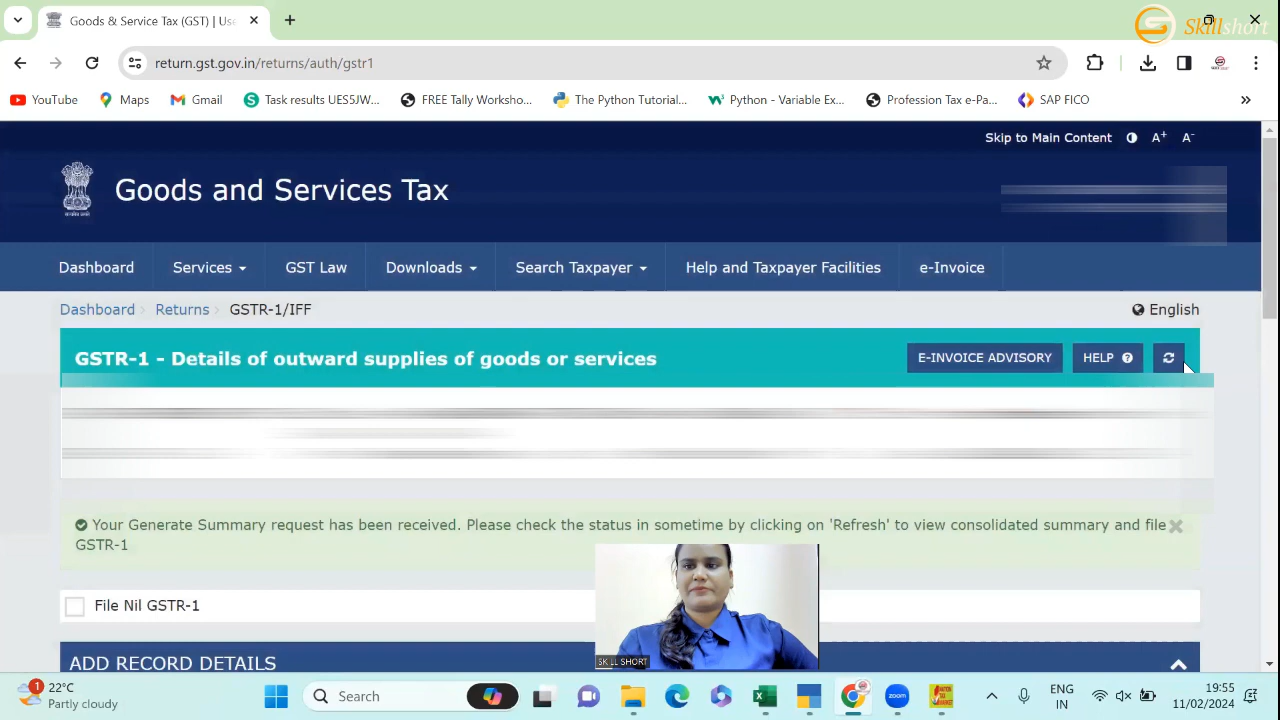 Goods & Service Tax (GST) | Use
Skillshort
return.gst.gov.in/returns/auth/gstr1
YouTube Maps Gmail Task results UES5JW... FREE Tally Worksho... The Python Tutorial... Python - Variable Ex... Profession Tax e-Pa... SAP FICO
Skip to Main Content A+ A-
Goods and Services Tax
Dashboard Services GST Law Downloads Search Taxpayer Help and Taxpayer Facilities e-Invoice
Dashboard Returns GSTR-1/IFF English
GSTR-1 - Details of outward supplies of goods or services E-INVOICE ADVISORY HELP
Your Generate Summary request has been received. Please check the status in sometime by clicking on 'Refresh' to view consolidated summary and file
GSTR-1
File Nil GSTR-1
SKILL SHORT
ADD RECORD DETAILS
1 22°C
Partly cloudy
Search
zoom
ENG
IN
19:55
11/02/2024